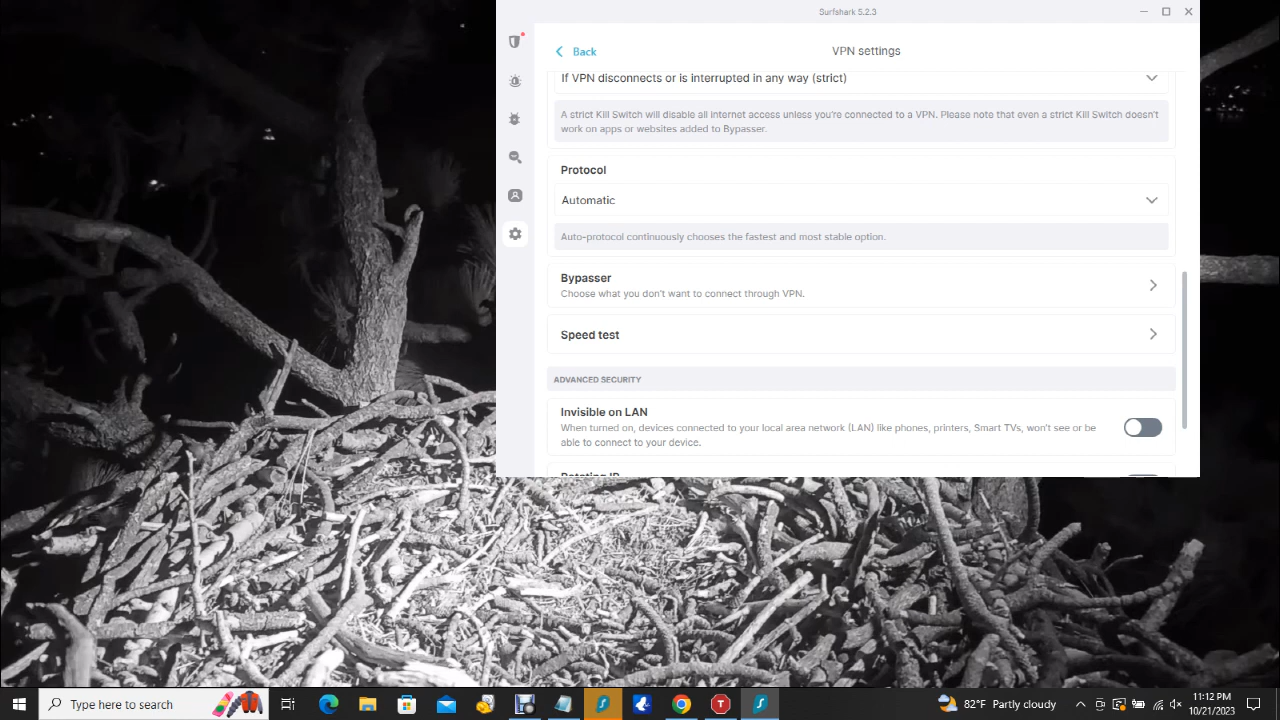 Surfshark 5.2.3
Back
VPN settings
If VPN disconnects or is interrupted in any way (strict)
A strict Kill Switch will disable all internet access unless you're connected to a VPN. Please note that even a strict Kill Switch doesn't
work on apps or websites added to Bypasser.
Protocol
Automatic
Auto-protocol continuously chooses the fastest and most stable option.
Bypasser
Choose what you don't want to connect through VPN.
Speed test
ADVANCED SECURITY
Invisible on LAN
When turned on, devices connected to your local area network (LAN) like phones, printers, Smart TVs, won't see or be
able to connect to your device.
Rotating IP
Type here to search
82°F Partly cloudy
11:12 PM
10/21/2023